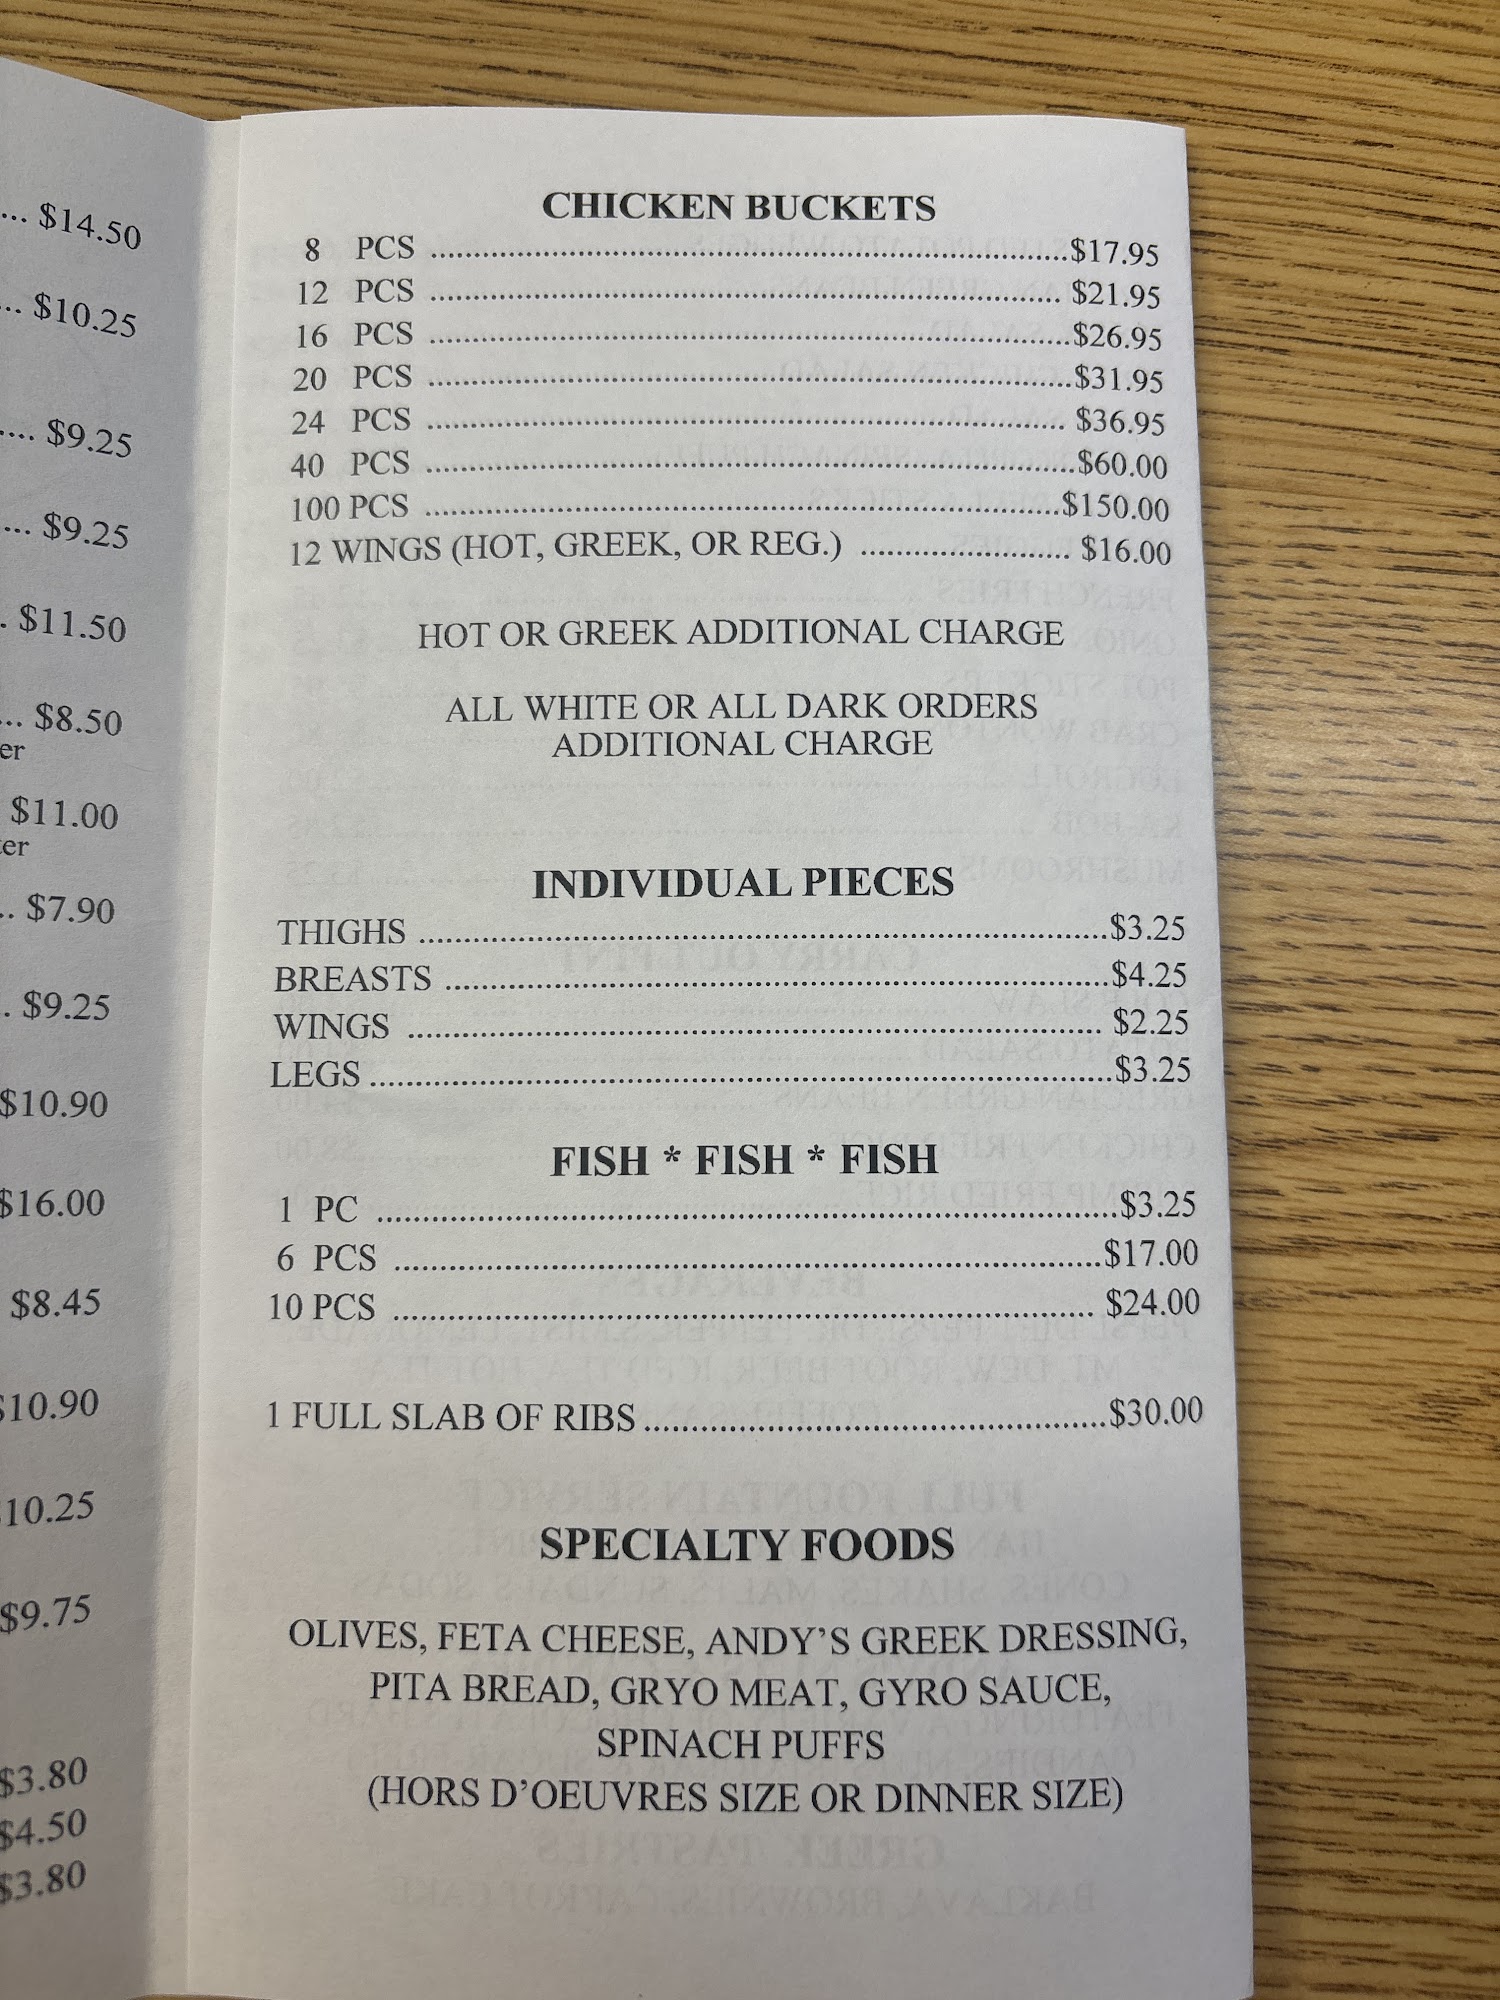 ... $14.50
... $10.25
.... $9.25
... $9.25
. $11.50
... $8.50
er
$11.00
er
.. $7.90
. $9.25
$10.90
$16.00
$8.45
$10.90
10.25
$9.75
$3.80
$4.50
$3.80
CHICKEN BUCKETS
8 PCS ........ $17.95
12 PCS ........ $21.95
16 PCS ........ $26.95
20 PCS ........ $31.95
24 PCS ........ $36.95
40 PCS ........ $60.00
100 PCS ........ $150.00
12 WINGS (HOT, GREEK, OR REG.) ........ $16.00
HOT OR GREEK ADDITIONAL CHARGE
ALL WHITE OR ALL DARK ORDERS
ADDITIONAL CHARGE
INDIVIDUAL PIECES
THIGHS ........ $3.25
BREASTS ........ $4.25
WINGS ........ $2.25
LEGS ........ $3.25
FISH * FISH * FISH
1 PC ........ $3.25
6 PCS ........ $17.00
10 PCS ........ $24.00
1 FULL SLAB OF RIBS ........ $30.00
SPECIALTY FOODS
OLIVES, FETA CHEESE, ANDY'S GREEK DRESSING,
PITA BREAD, GRYO MEAT, GYRO SAUCE,
SPINACH PUFFS
(HORS D'OEUVRES SIZE OR DINNER SIZE)